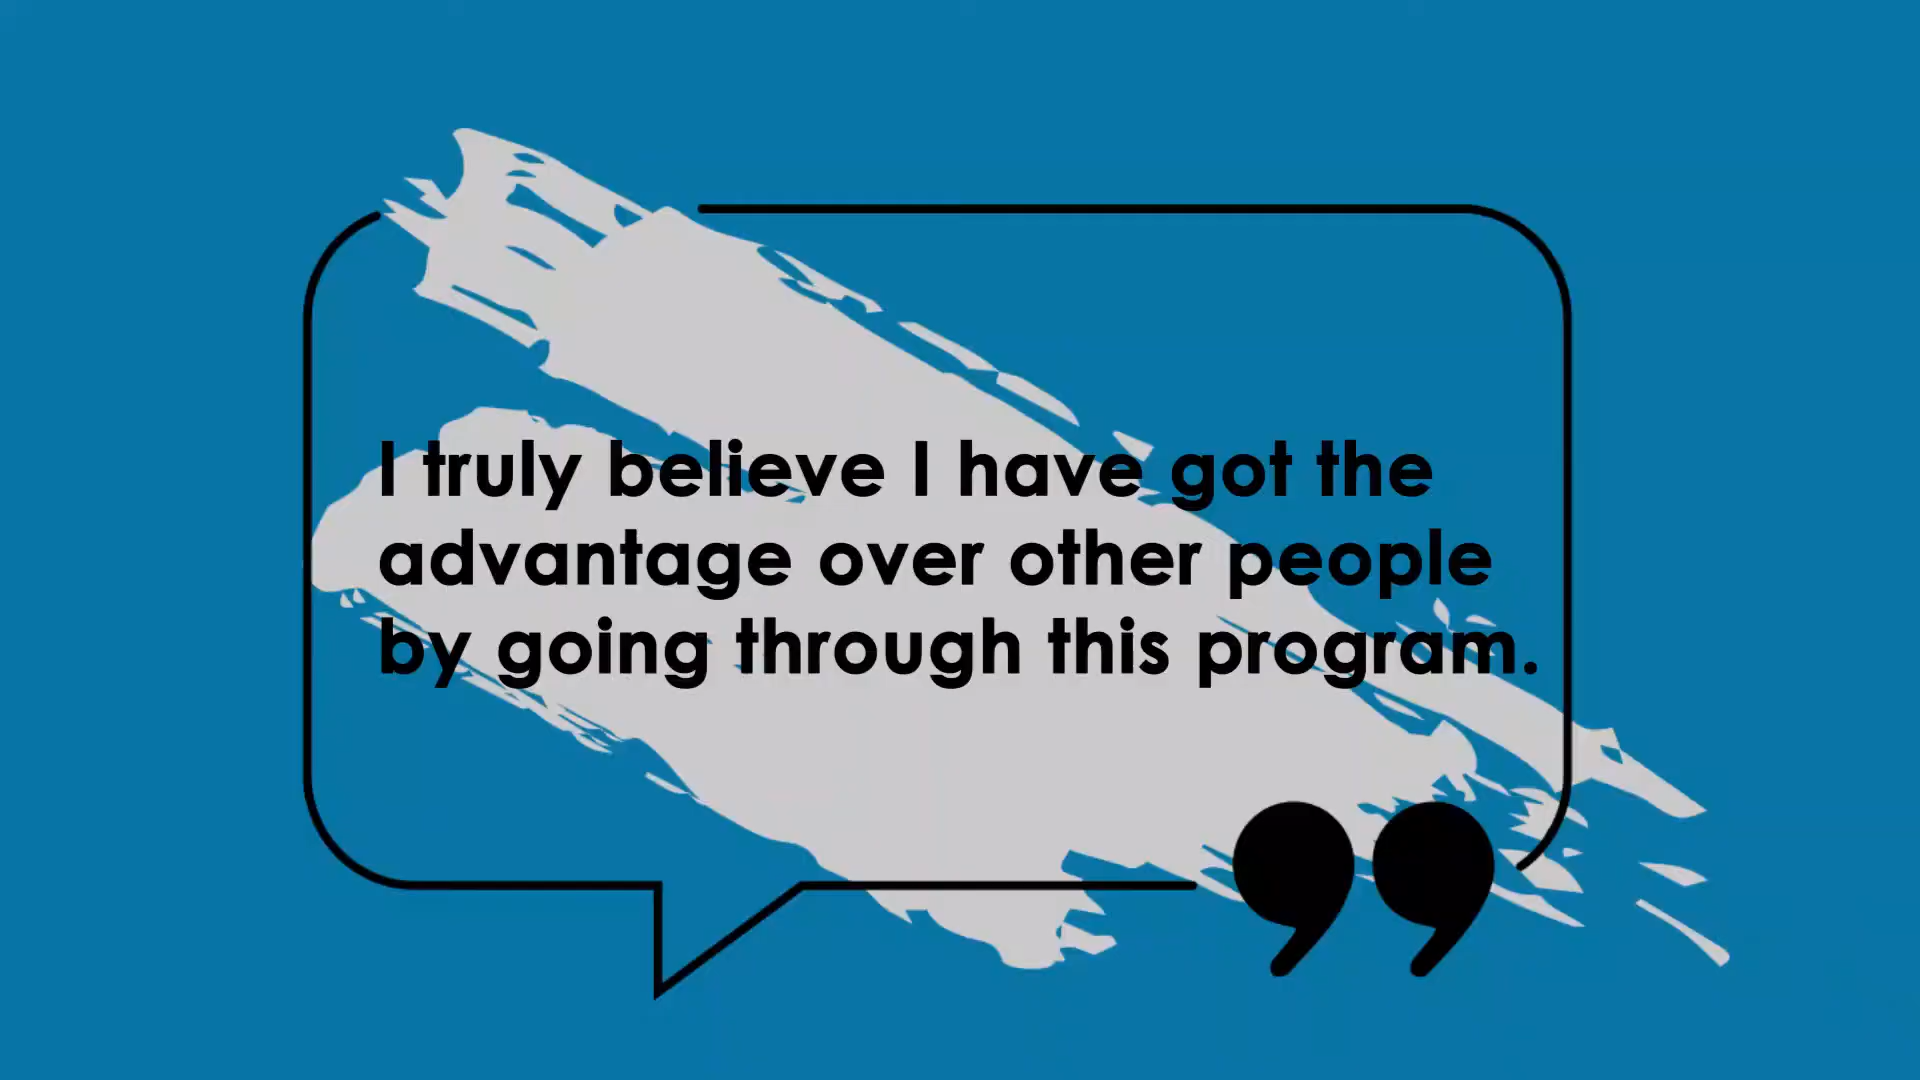 I truly believe I have got the
advantage over other people
by going through this program.